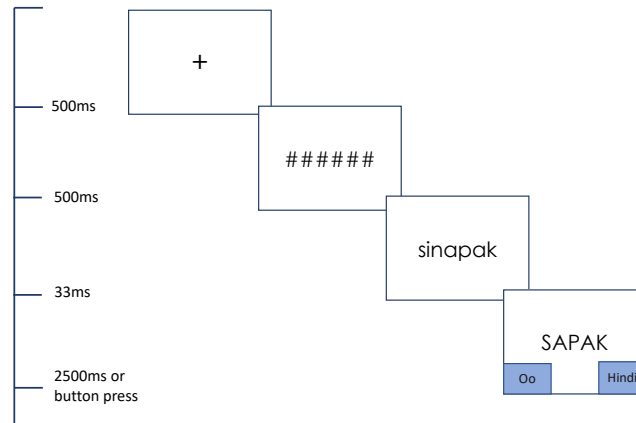 +
500ms
######
500ms
sinapak
33ms
SAPAK
2500ms or
button press
Oo
Hindi